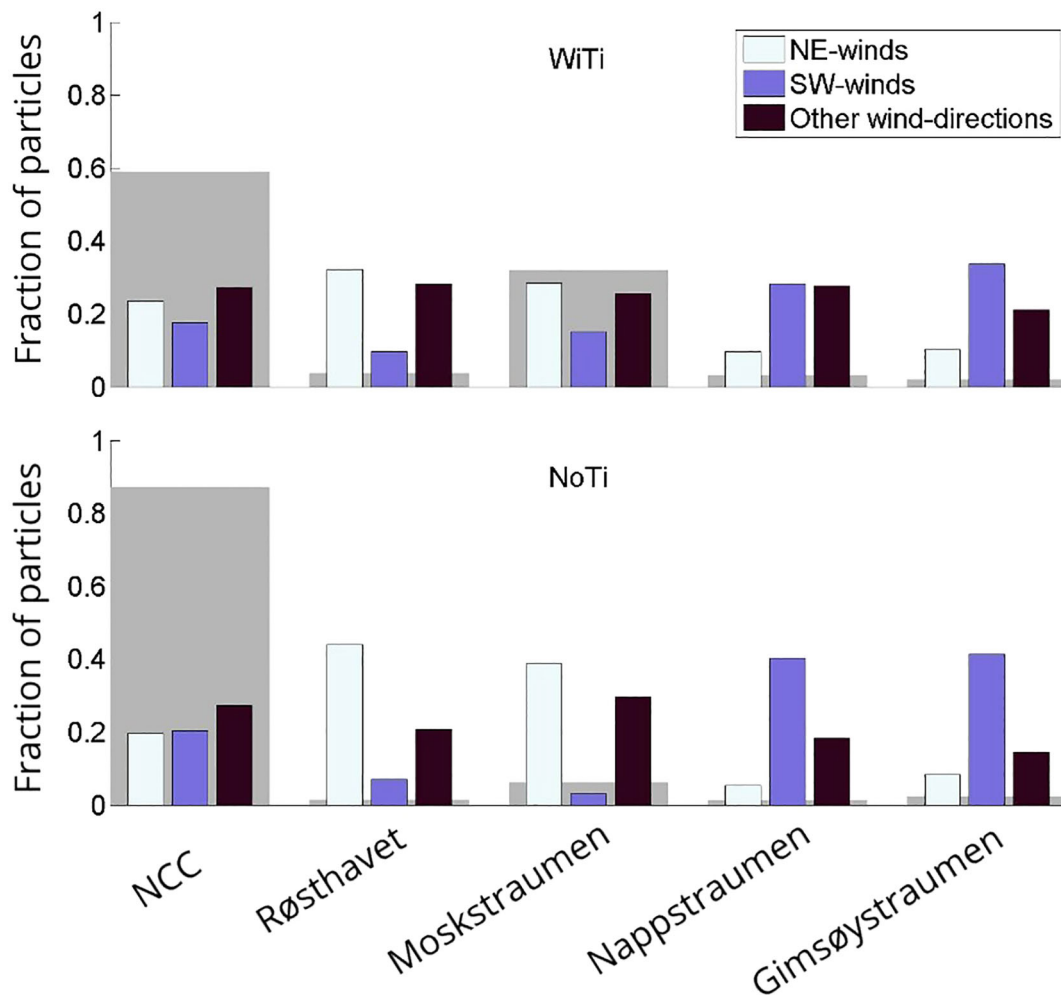 WiTi
NE-winds
SW-winds
Other wind-directions
Fraction of particles
1
0.8
0.6
0.4
0.2
0
NoTi
Fraction of particles
1
0.8
0.6
0.4
0.2
0
NCC
Røsthavet
Moskstraumen
Nappstraumen
Gimsøystraumen